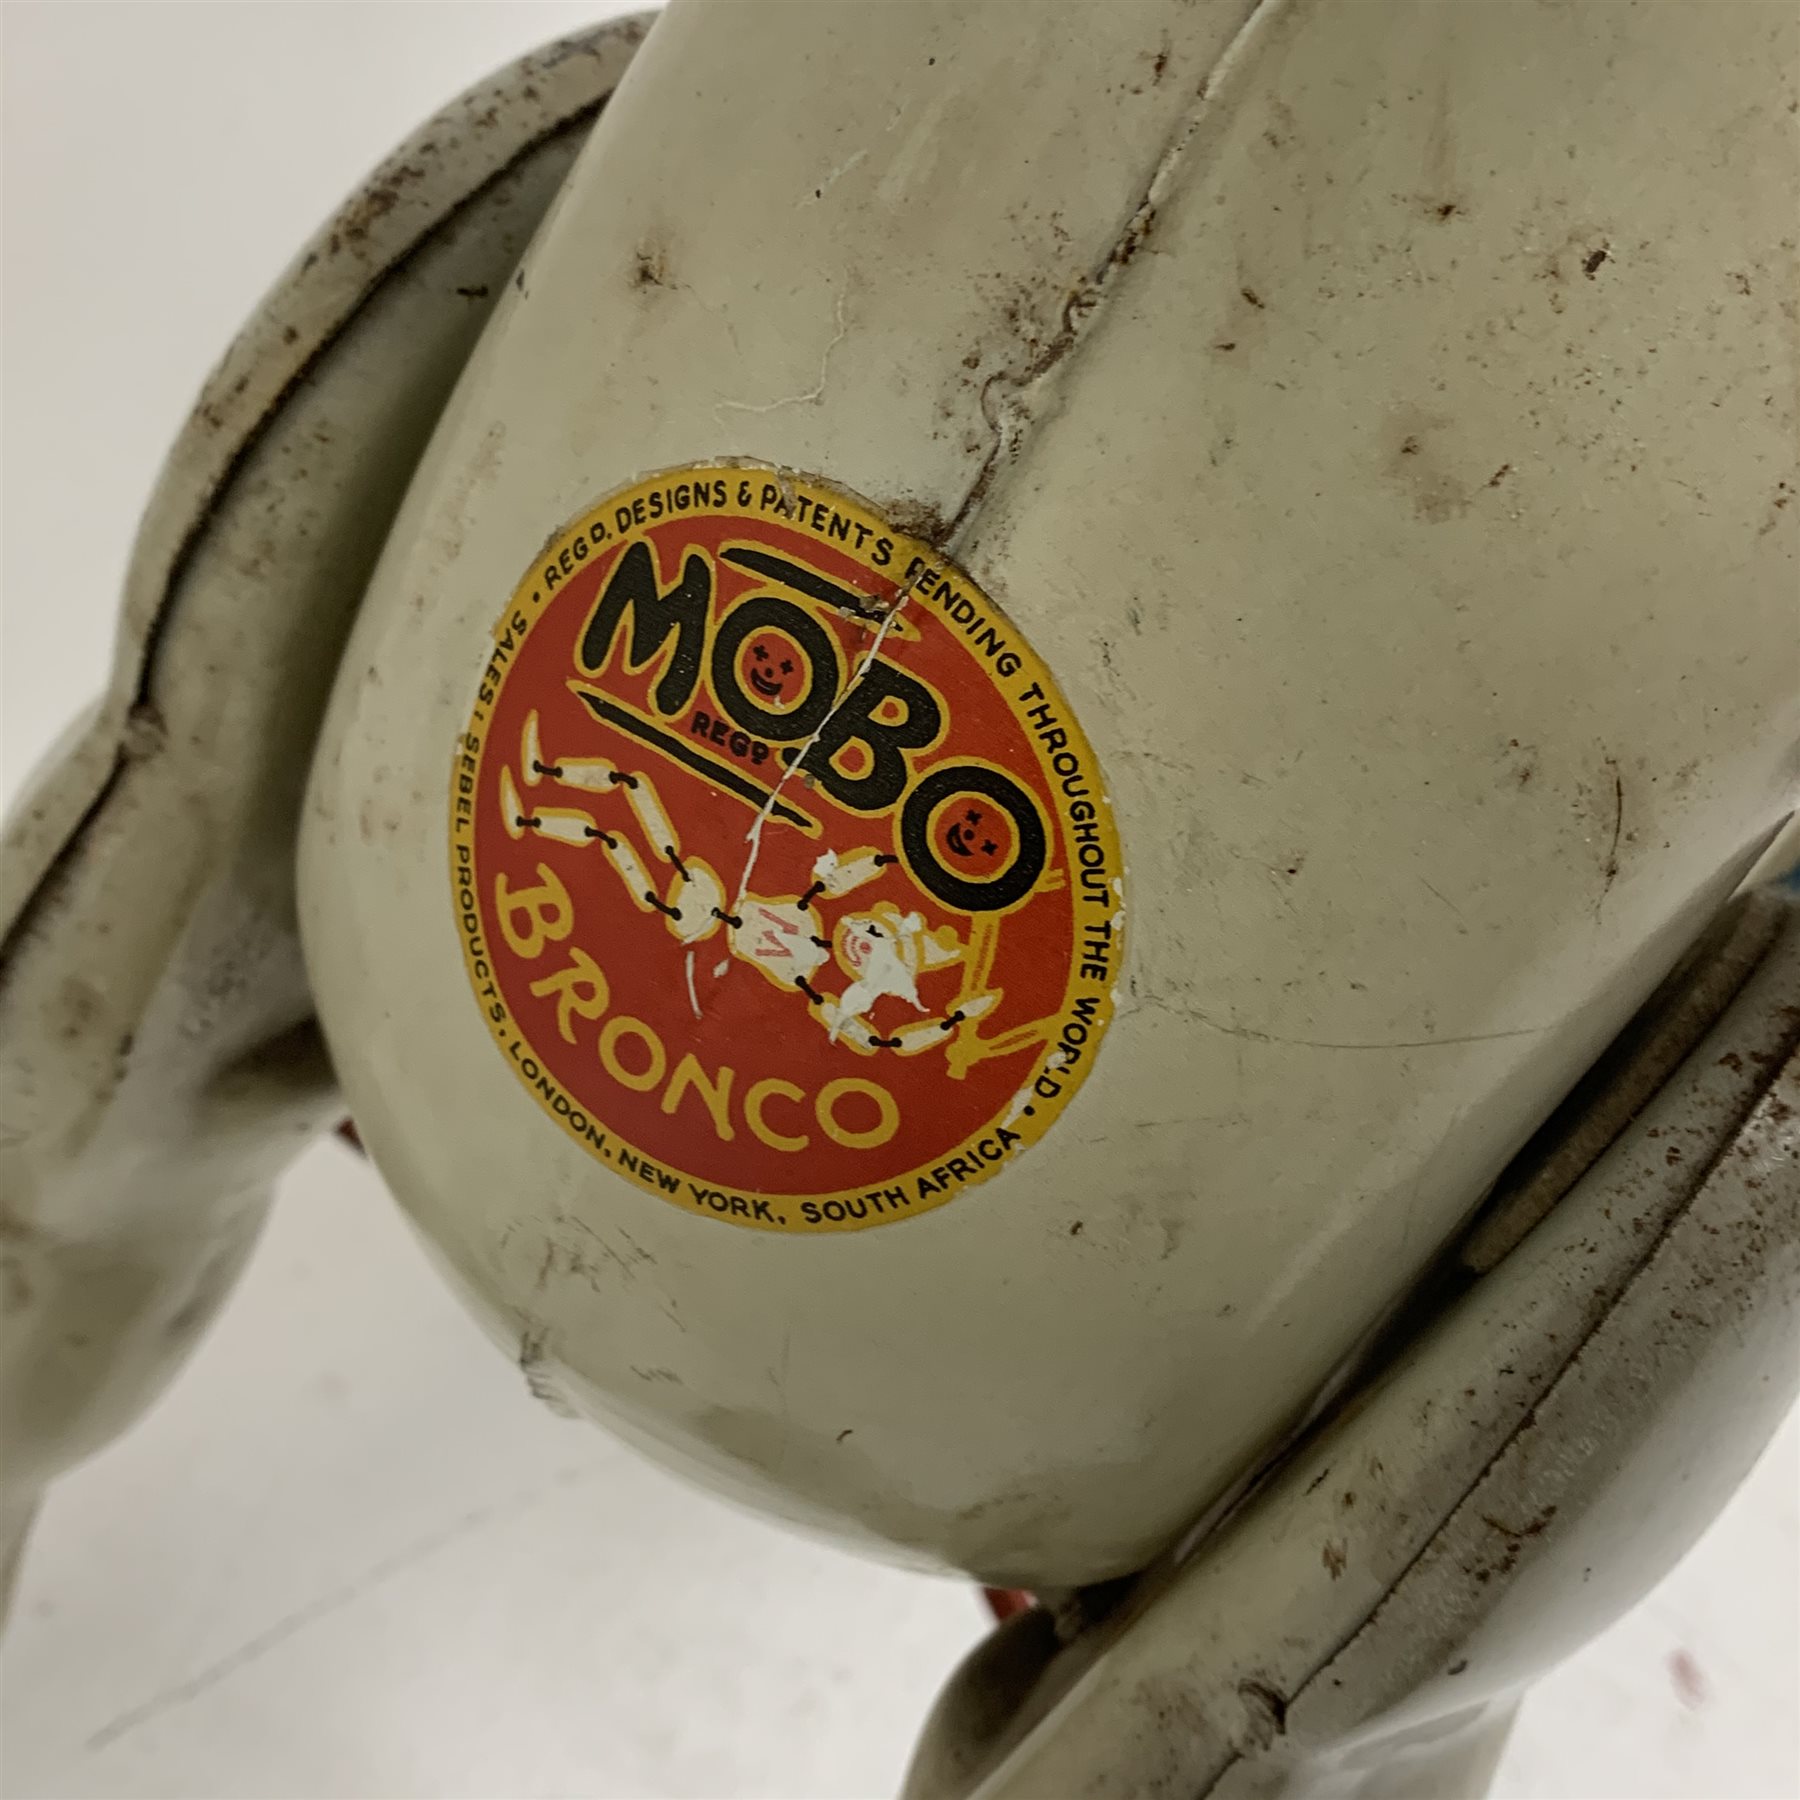 • REGD. DESIGNS & PATENTS PENDING THROUGHOUT THE WORLD •
MOBO
REGD.
M
BRONCO
SALES: SEBEL PRODUCTS, LONDON, NEW YORK, SOUTH AFRICA